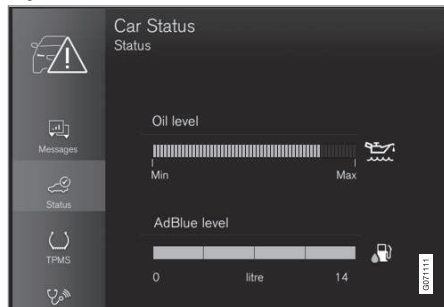 Car Status
Status
Messages
Status
TPMS
Oil level
Min Max
AdBlue level
0 litre 14
G071111